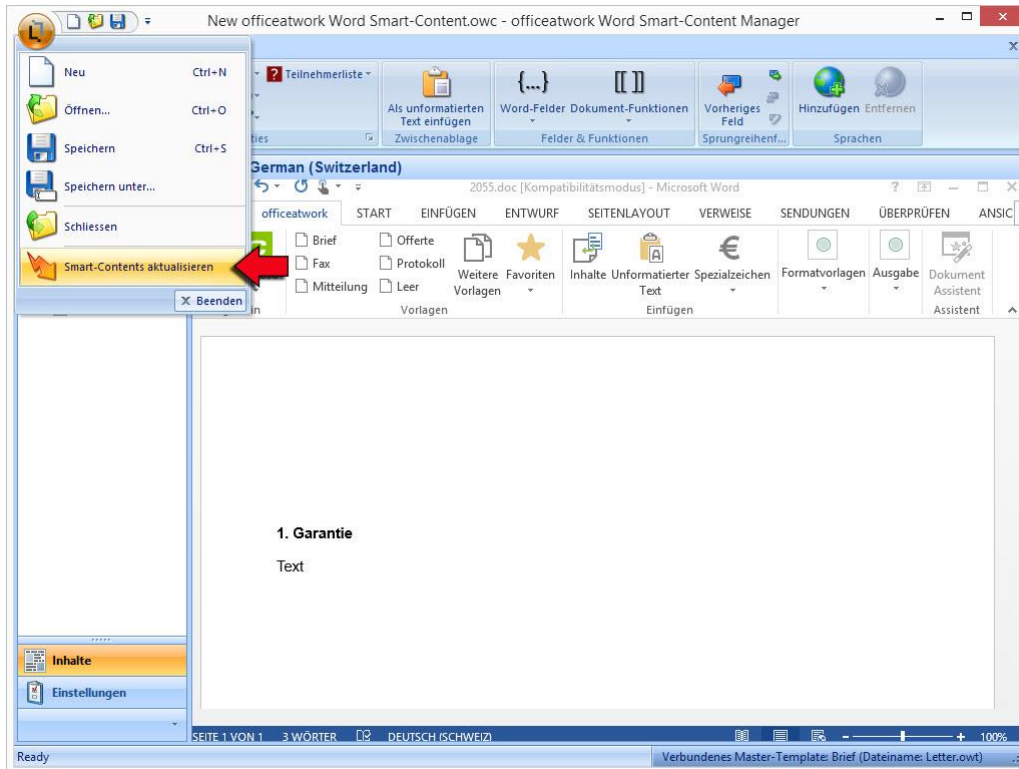 New officeatwork Word Smart-Content.owc - officeatwork Word Smart-Content Manager
Neu Ctrl+N
Öffnen... Ctrl+O
Speichern Ctrl+S
Speichern unter...
Schliessen
Smart-Contents aktualisieren
Beenden
Teilnehmerliste
Als unformatierten Text einfügen
Zwischenablage
{...}
Word-Felder
[[ ]]
Dokument-Funktionen
Felder & Funktionen
Vorheriges Feld
Sprungreihenf...
Hinzufügen
Entfernen
Sprachen
German (Switzerland)
2055.doc [Kompatibilitätsmodus] - Microsoft Word
officeatwork START EINFÜGEN ENTWURF SEITENLAYOUT VERWEISE SENDUNGEN ÜBERPRÜFEN ANSIC
Brief
Fax
Mitteilung
Offerte
Protokoll
Leer
Weitere Vorlagen
Favoriten
Vorlagen
Inhalte
Unformatierter Text
Spezialzeichen
Einfügen
Formatvorlagen
Ausgabe
Dokument Assistent
Assistent
1. Garantie
Text
Inhalte
Einstellungen
SEITE 1 VON 1 3 WÖRTER DEUTSCH (SCHWEIZ) 100%
Ready
Verbundenes Master-Template: Brief (Dateiname: Letter.owt)